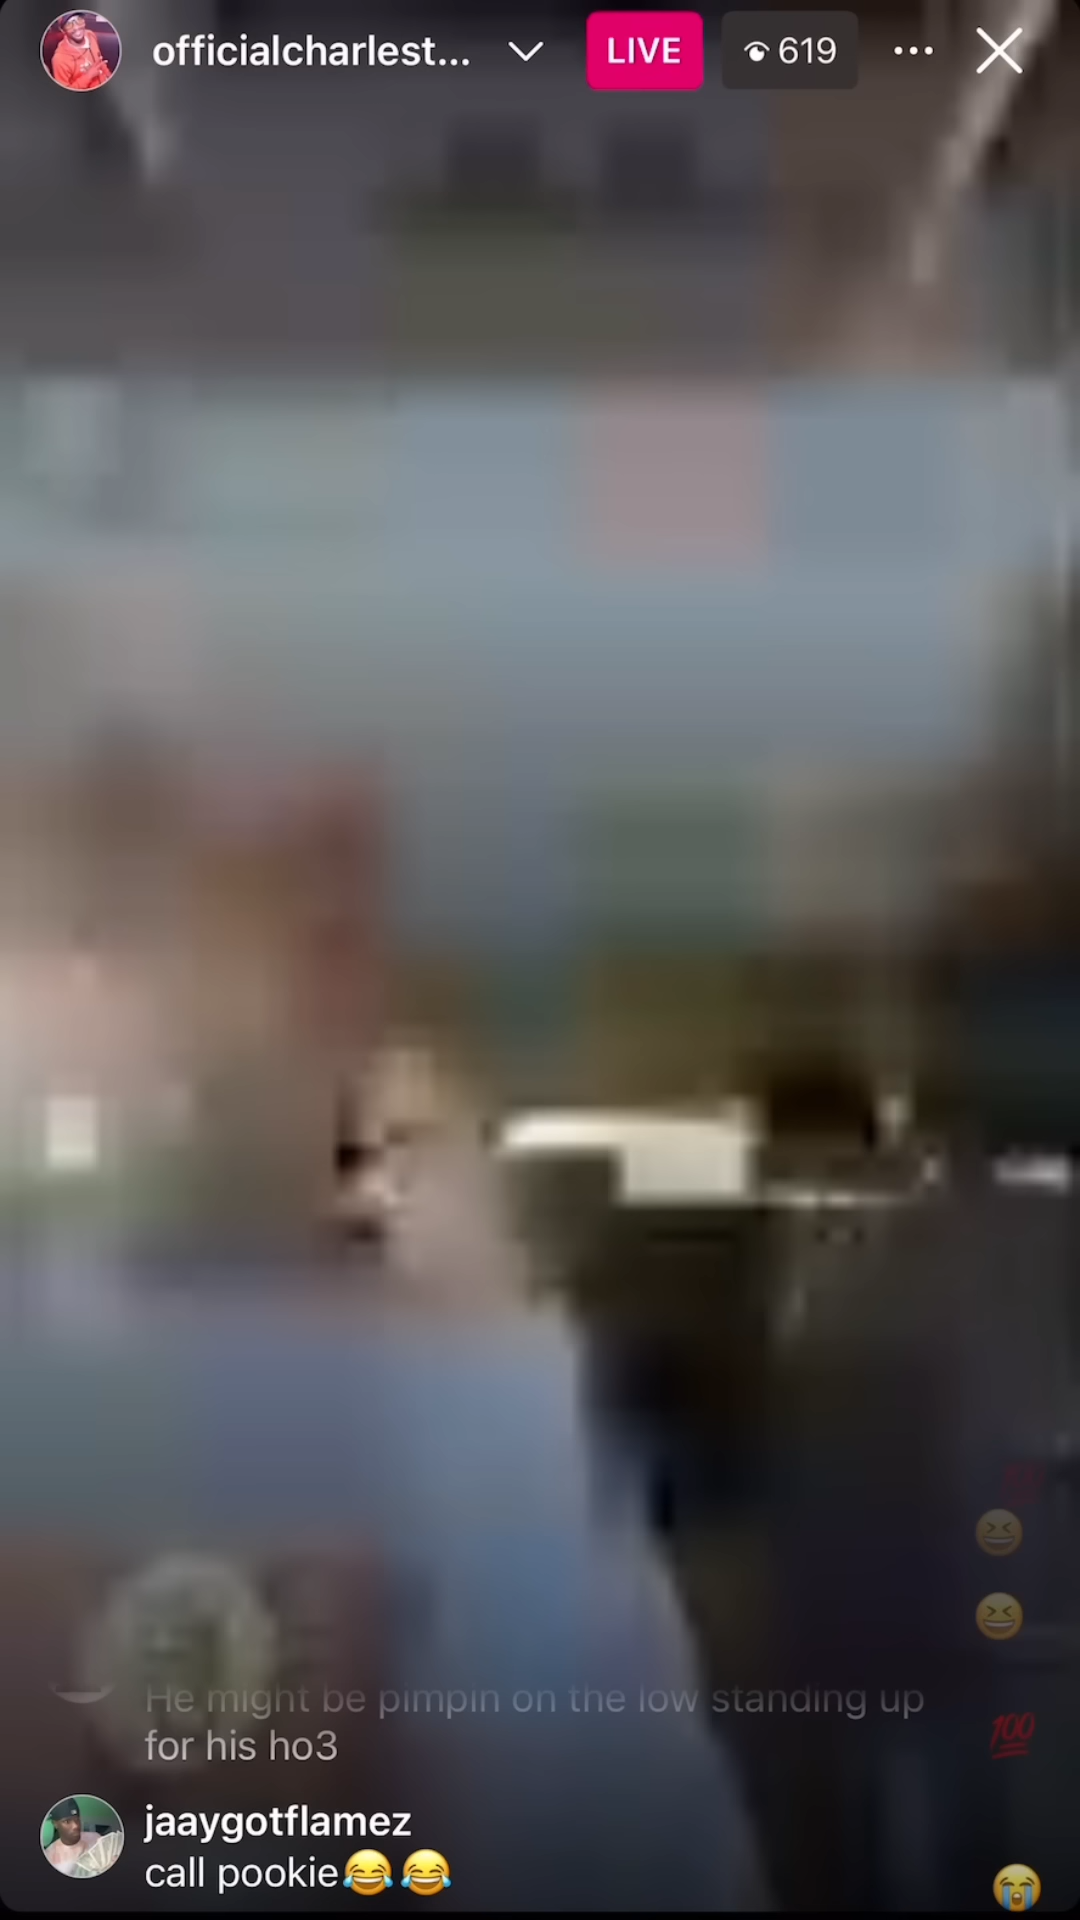 officialcharlest...
LIVE
619
He might be pimpin on the low standing up
for his ho3
jaaygotflamez
call pookie😂😂